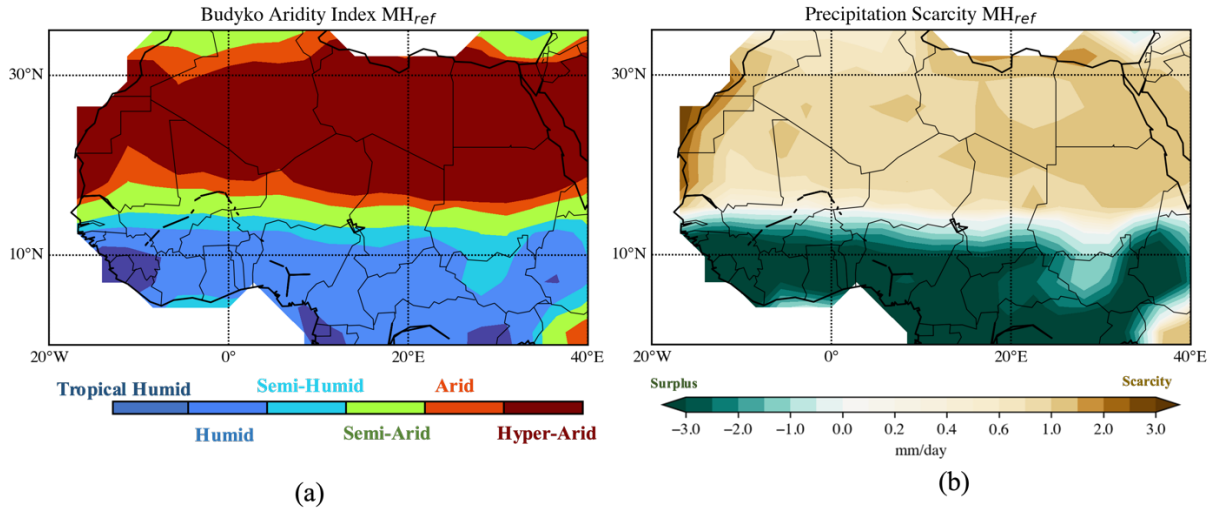 Budyko Aridity Index MH_ref
30°N
10°N
20°W
0°
20°E
40°E
Tropical Humid
Semi-Humid
Arid
Humid
Semi-Arid
Hyper-Arid
(a)
Precipitation Scarcity MH_ref
30°N
10°N
20°W
0°
20°E
40°E
Surplus
Scarcity
−3.0 −2.0 −1.0 0.0 0.2 0.4 0.6 1.0 2.0 3.0
mm/day
(b)